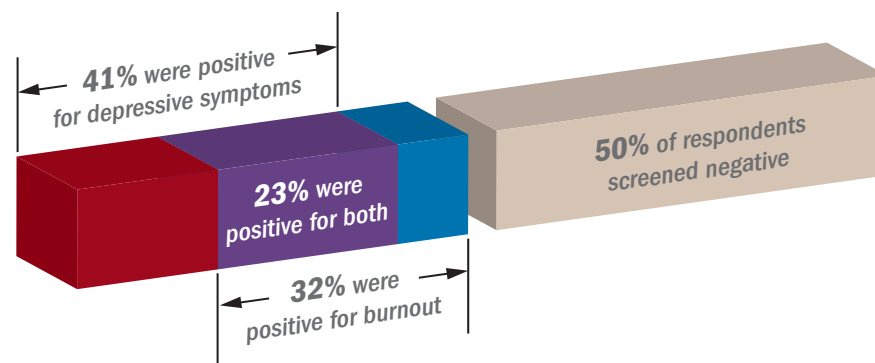 41% were positive
for depressive symptoms
50% of respondents
screened negative
23% were
positive for both
32% were
positive for burnout